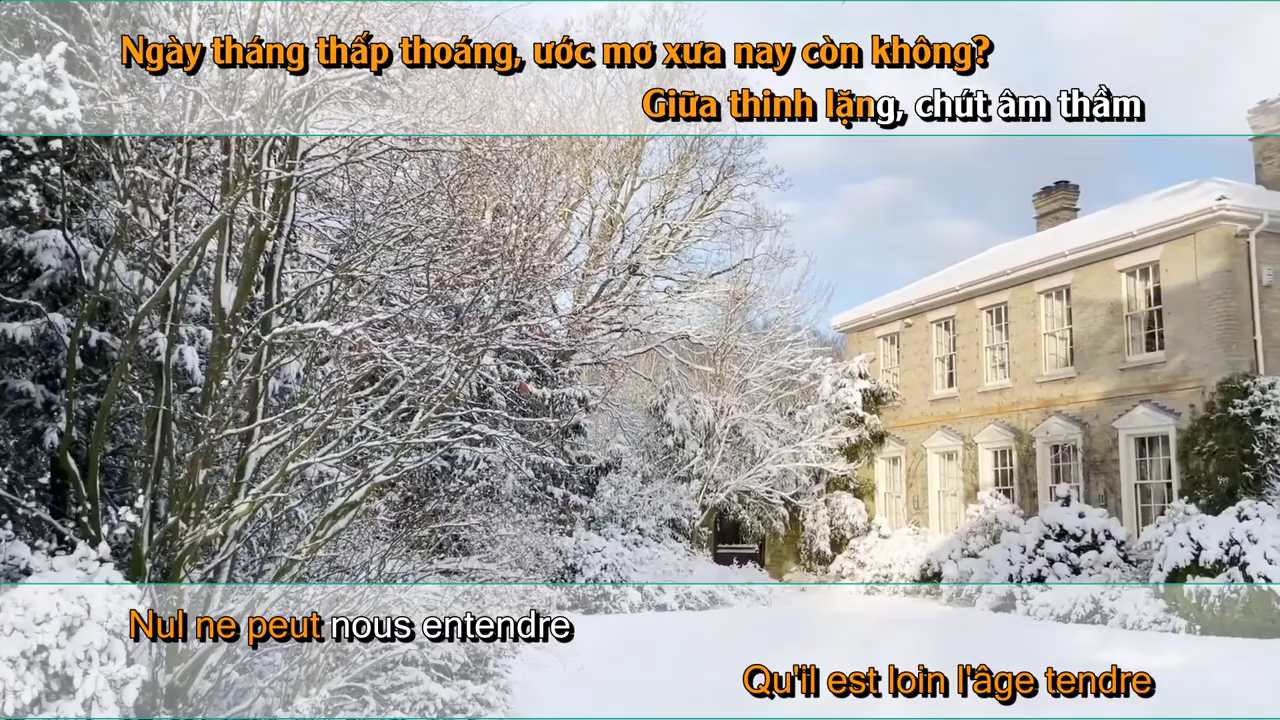 Ngày tháng thấp thoáng, ước mơ xưa nay còn không?
Giữa thinh lặng, chút âm thầm
Nul ne peut nous entendre
Qu'il est loin l'âge tendre